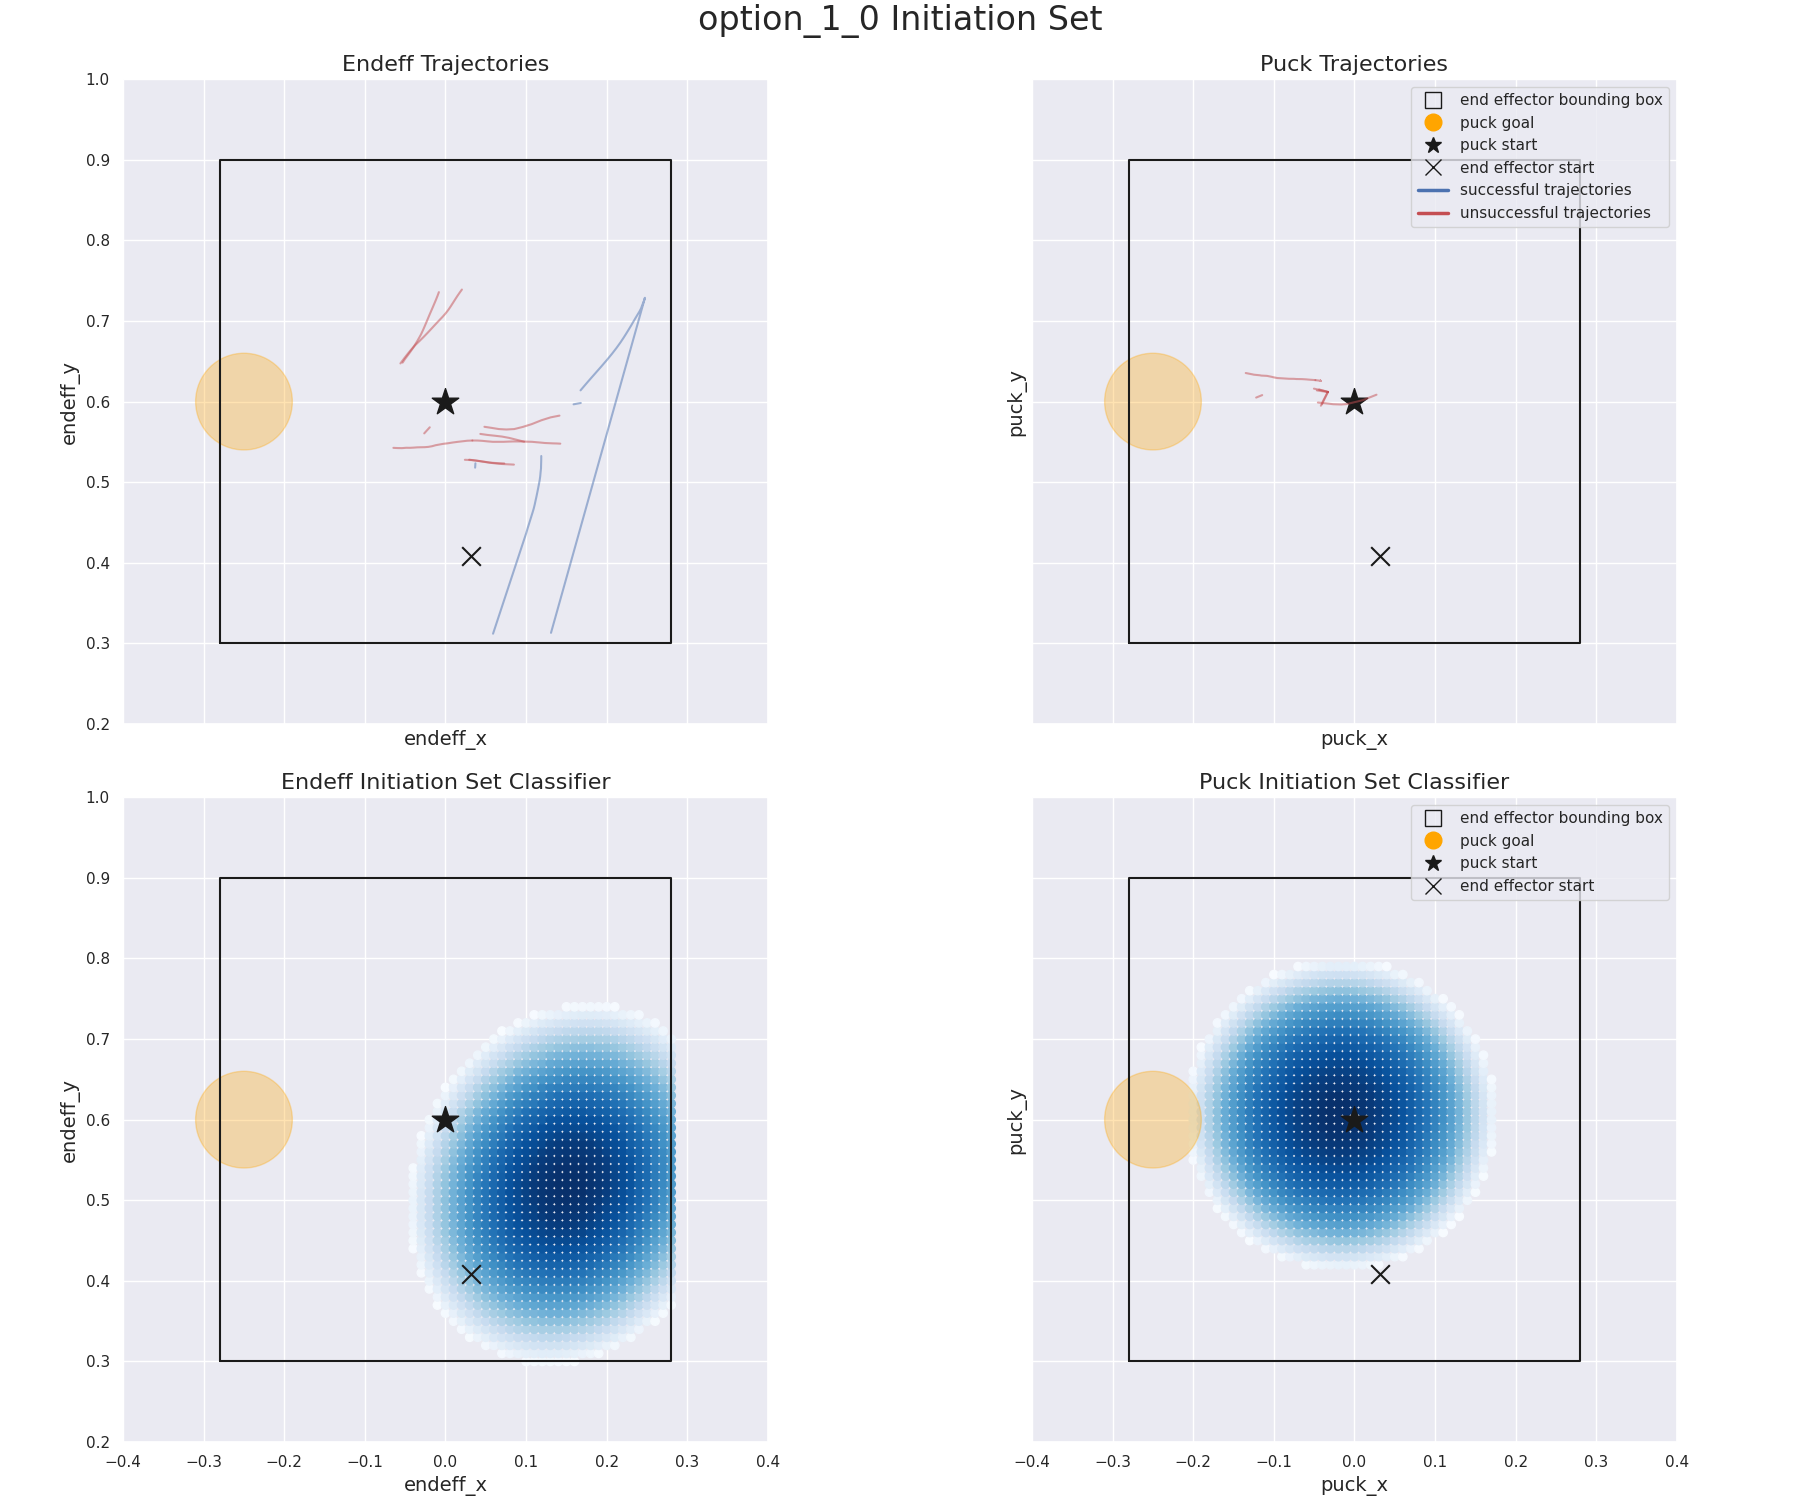 option_1_0 Initiation Set
Endeff Trajectories
endeff_y
1.0
0.9
0.8
0.7
0.6
0.5
0.4
0.3
0.2
endeff_x
Puck Trajectories
end effector bounding box
puck goal
puck start
end effector start
successful trajectories
unsuccessful trajectories
puck_y
puck_x
Endeff Initiation Set Classifier
endeff_y
1.0
0.9
0.8
0.7
0.6
0.5
0.4
0.3
0.2
−0.4 −0.3 −0.2 −0.1 0.0 0.1 0.2 0.3 0.4
endeff_x
Puck Initiation Set Classifier
end effector bounding box
puck goal
puck start
end effector start
puck_y
−0.4 −0.3 −0.2 −0.1 0.0 0.1 0.2 0.3 0.4
puck_x